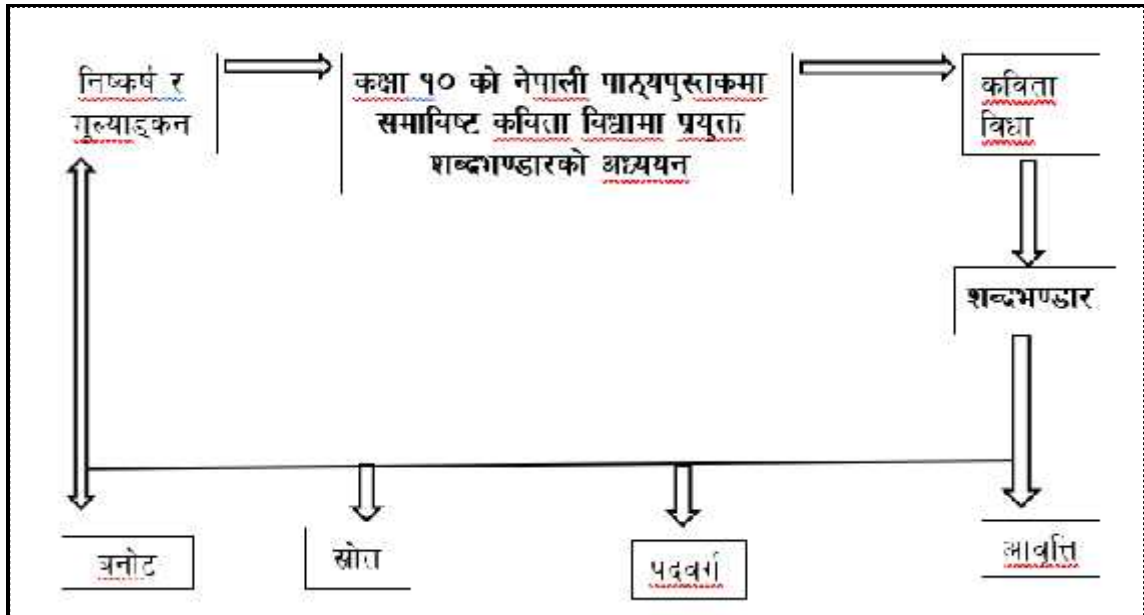 निष्कर्ष र
मुल्याङ्कन
कक्षा १० को नेपाली पाठ्यपुस्तकमा
समाविष्ट कविता विधामा प्रयुक्त
शब्दभण्डारको अध्ययन
कविता
विधा
शब्दभण्डार
बनोट
स्रोत
पदवर्ग
आवृत्ति